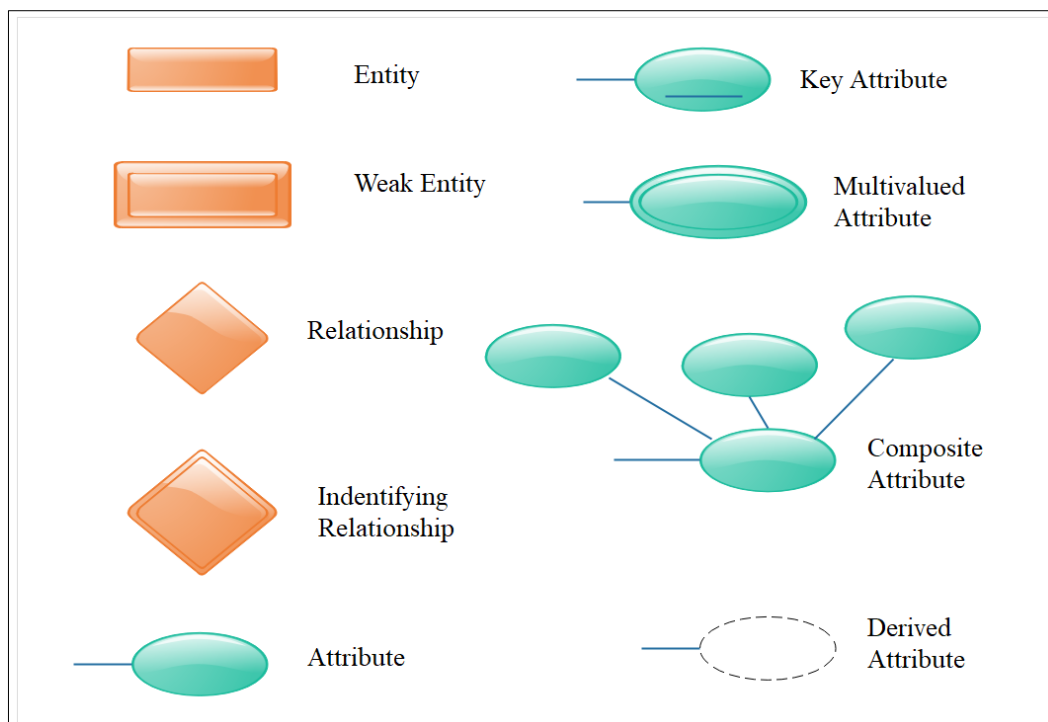 Entity
Weak Entity
Relationship
Indentifying
Relationship
Attribute
Key Attribute
Multivalued
Attribute
Composite
Attribute
Derived
Attribute